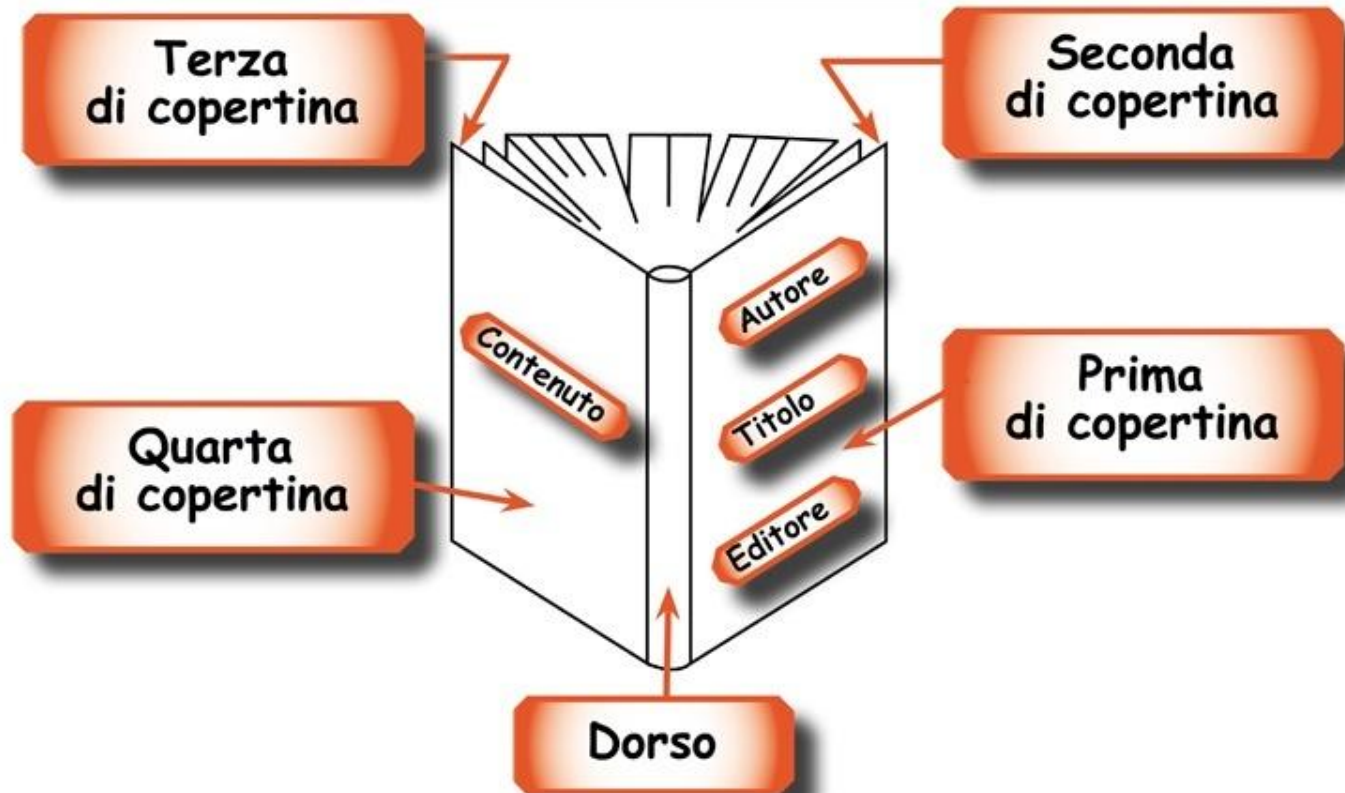 Terza
di copertina
Seconda
di copertina
Autore
Contenuto
Titolo
Prima
di copertina
Quarta
di copertina
Editore
Dorso